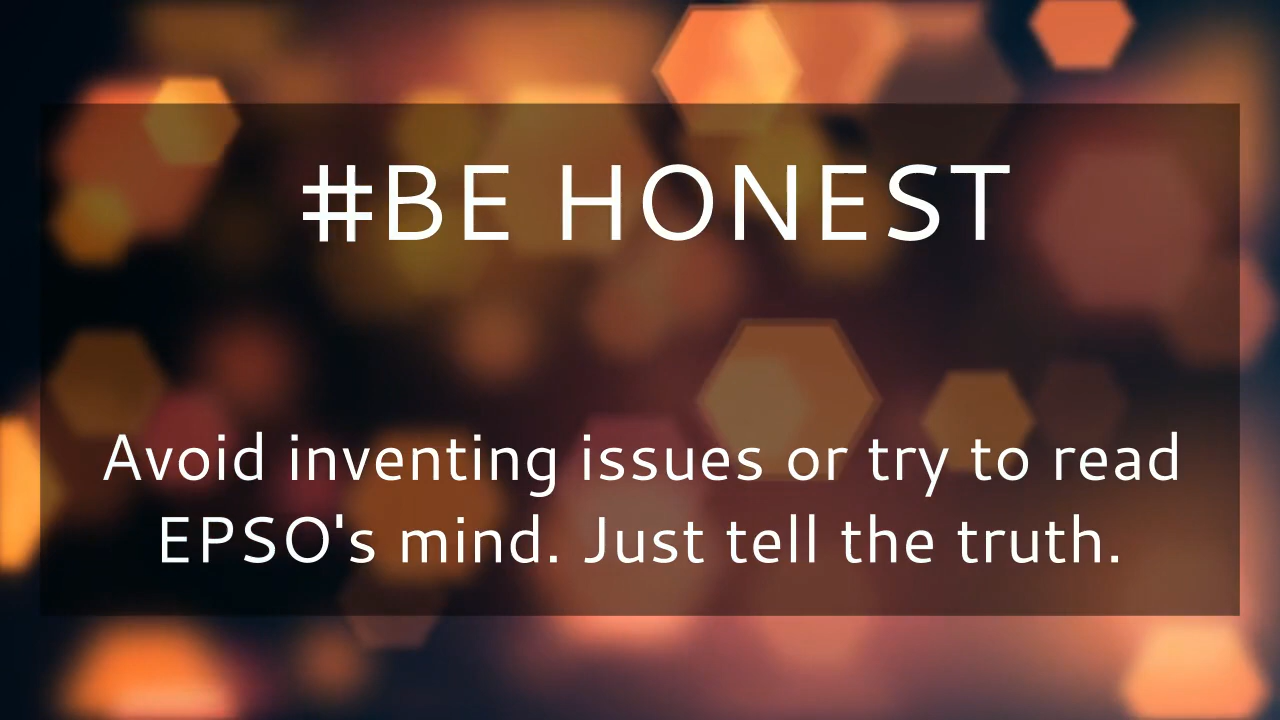 #BE HONEST
Avoid inventing issues or try to read
EPSO's mind. Just tell the truth.